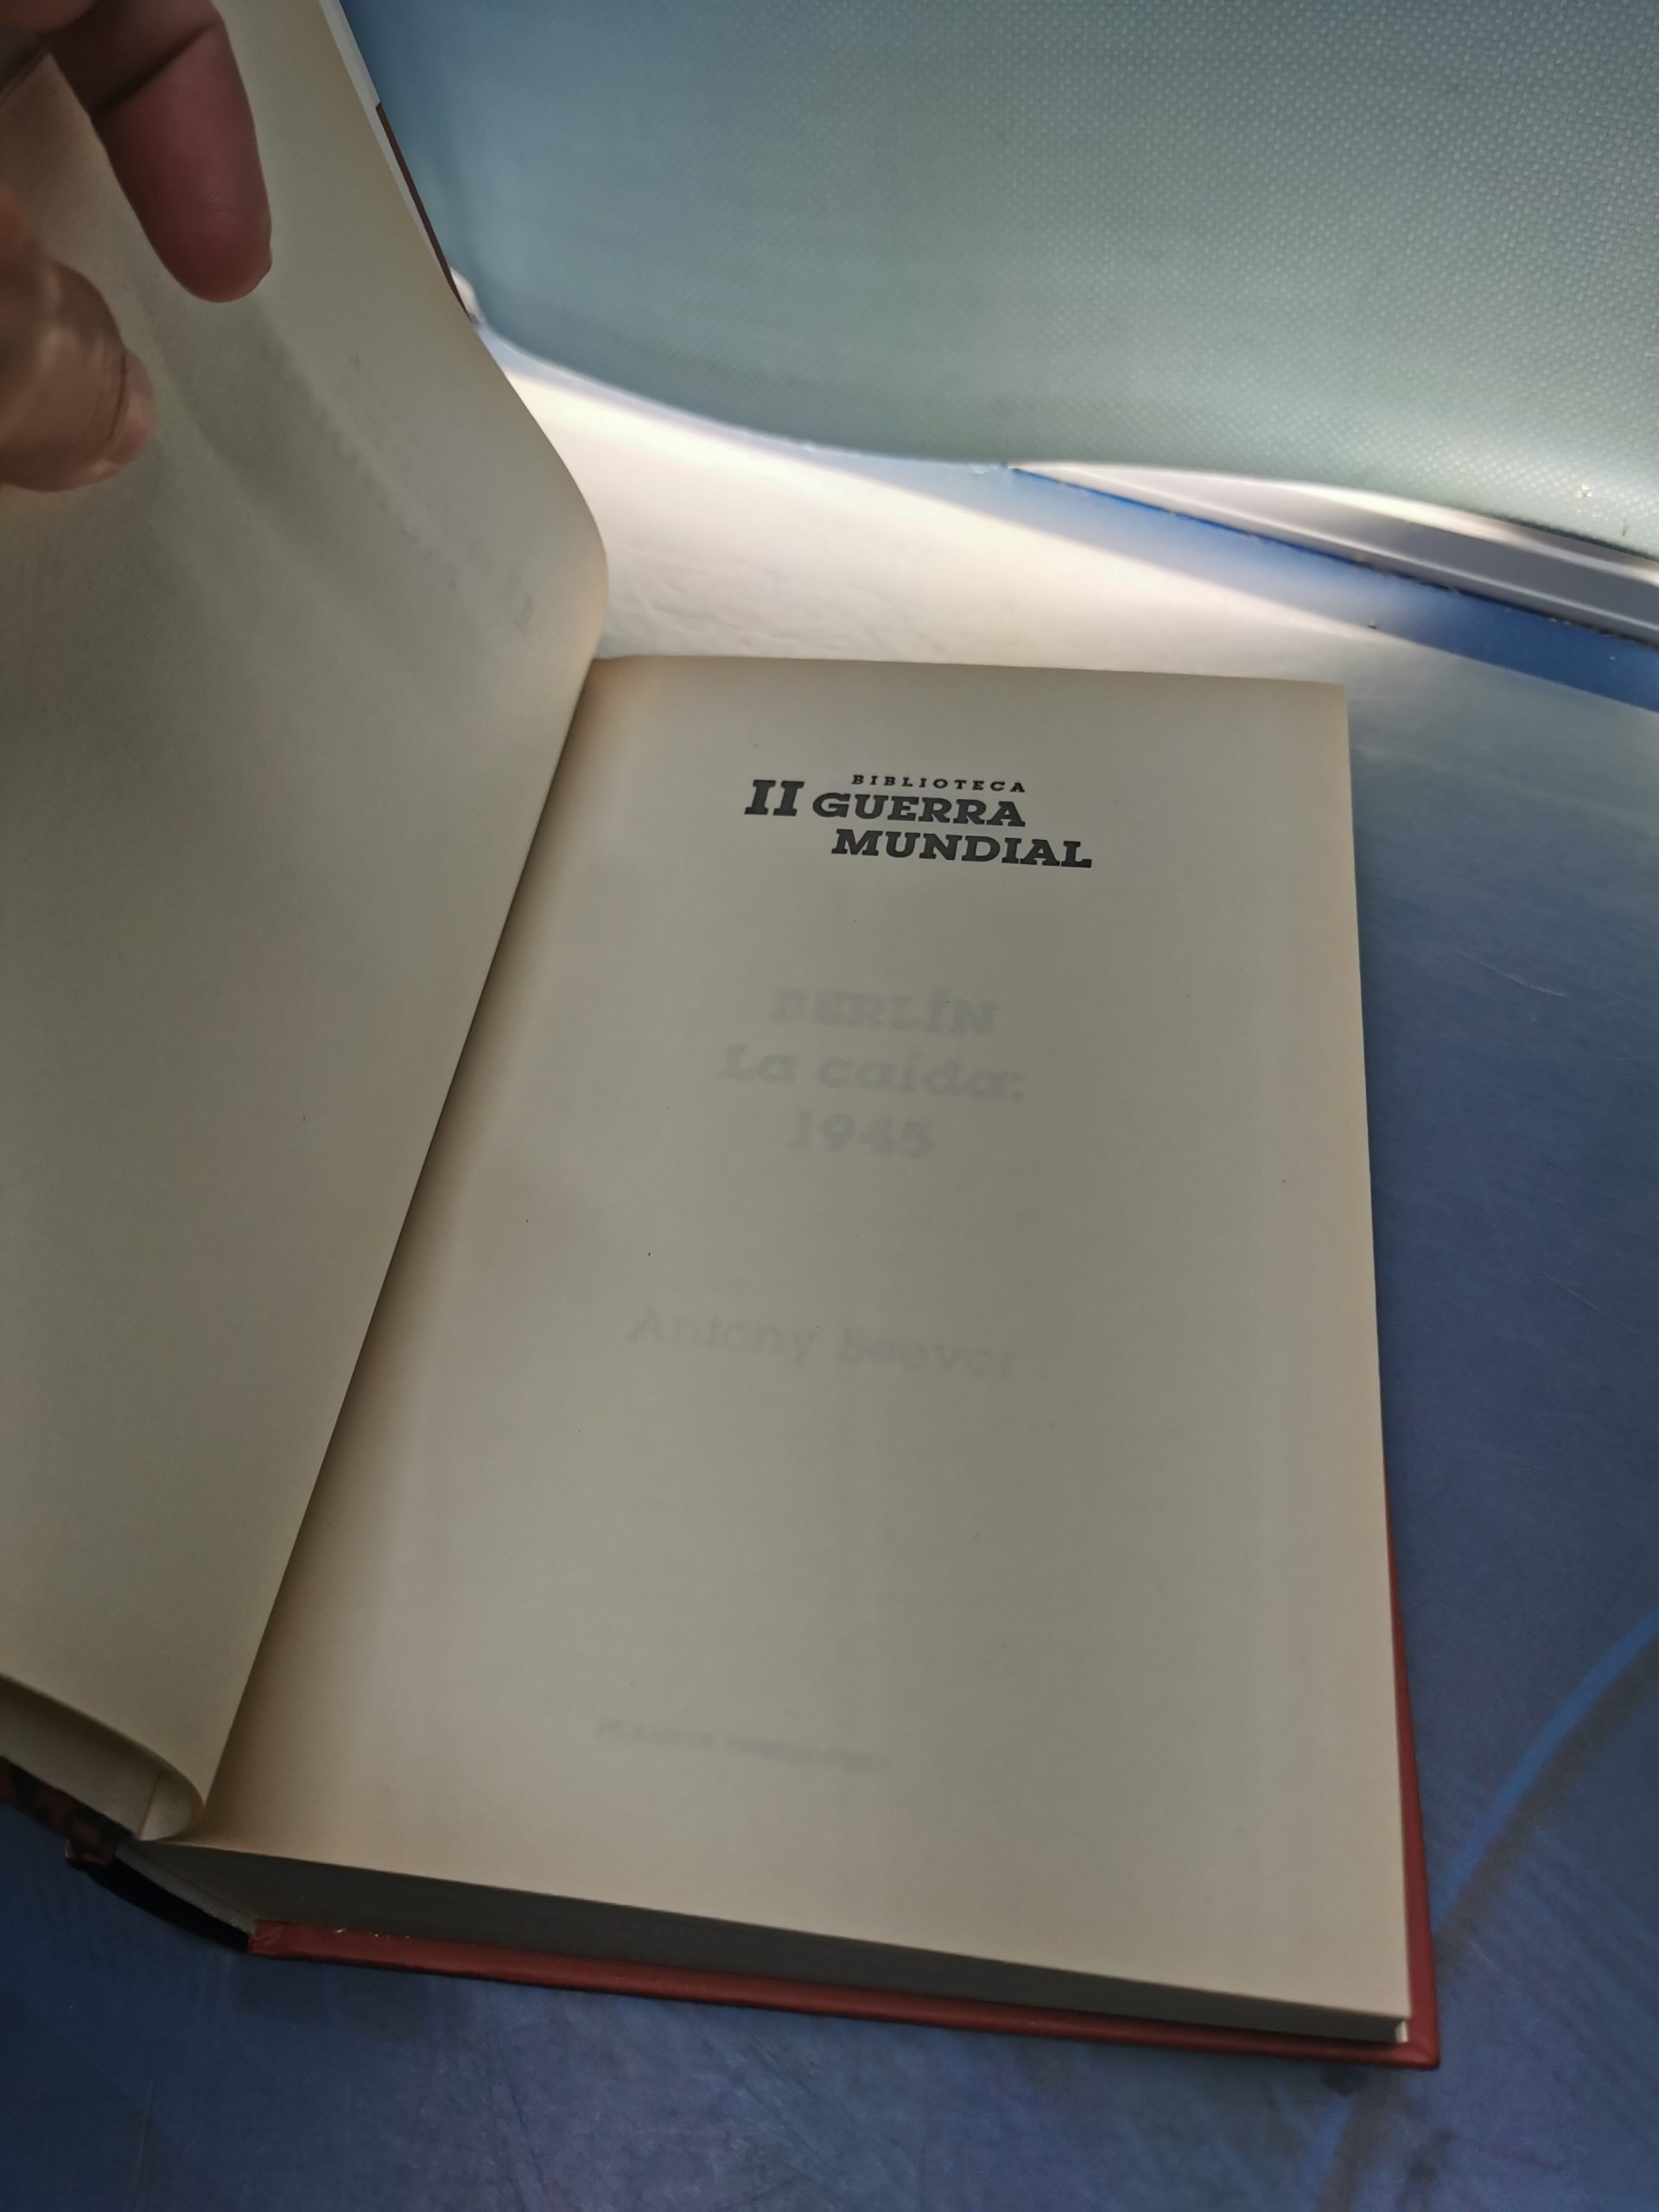 BIBLIOTECA
II GUERRA
MUNDIAL
BERLÍN
La caída:
1945
Antony Beevor